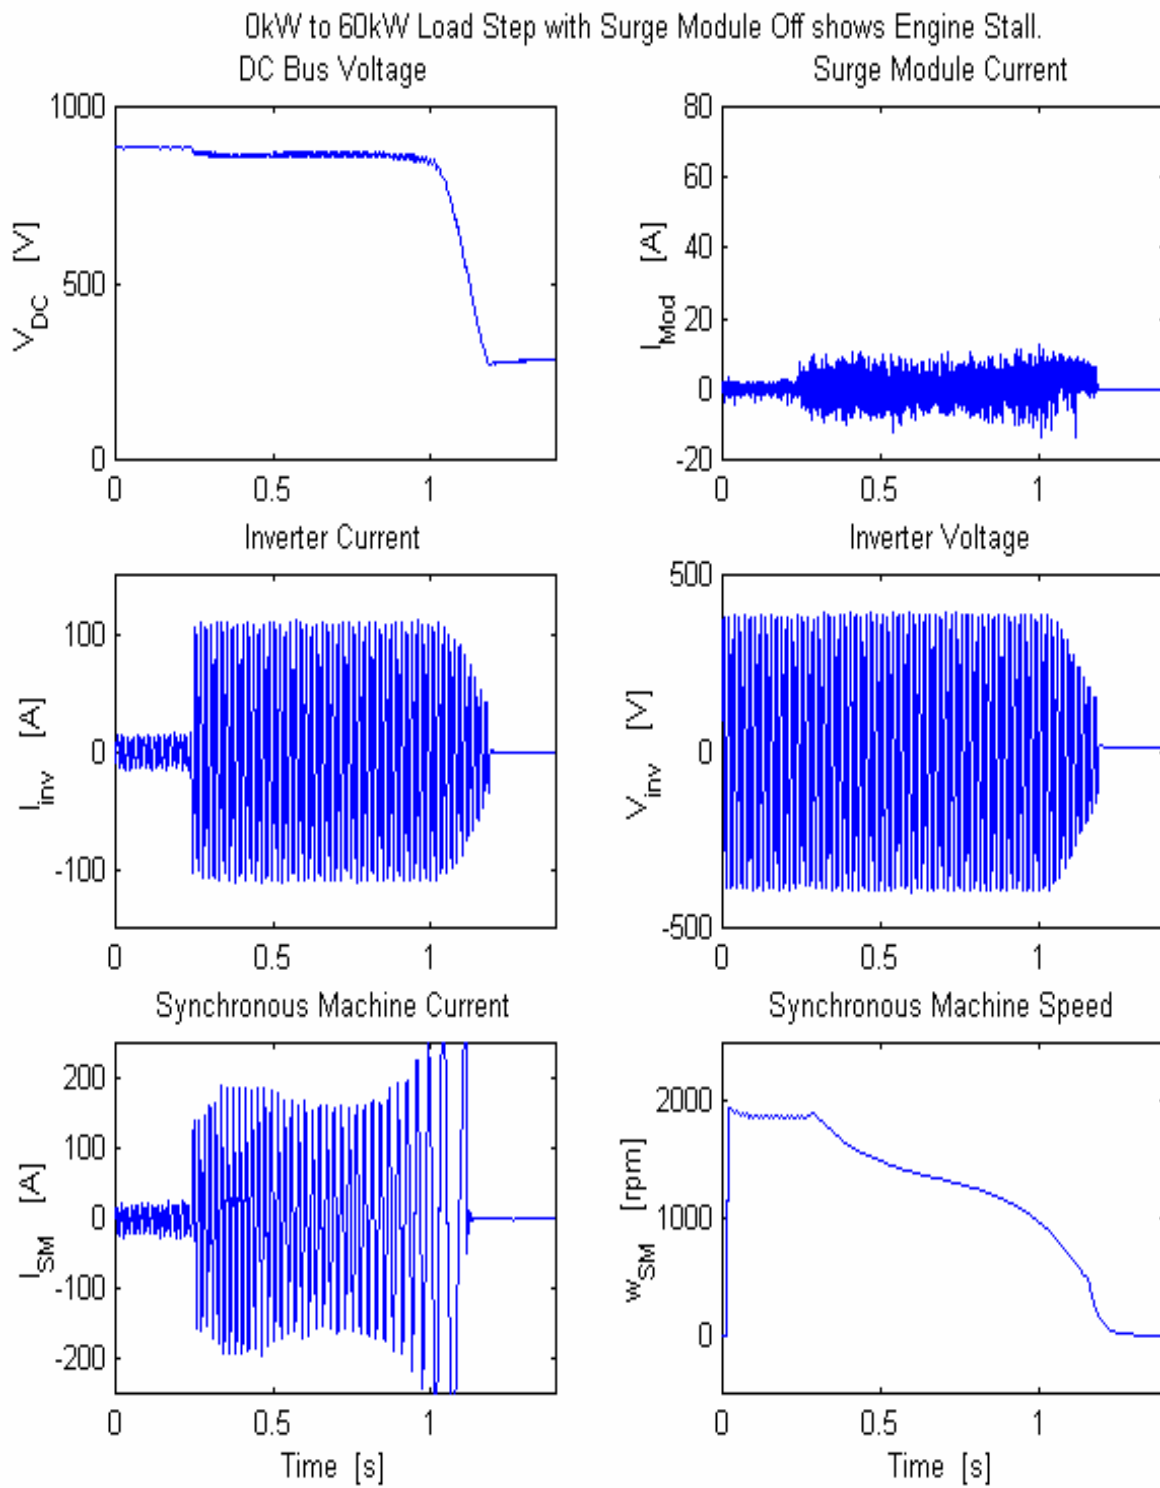 0kW to 60kW Load Step with Surge Module Off shows Engine Stall.
DC Bus Voltage
1000
500
0
V_DC [V]
0 0.5 1
Surge Module Current
80
60
40
20
0
-20
I_Mod [A]
0 0.5 1
Inverter Current
100
0
-100
I_inv [A]
0 0.5 1
Inverter Voltage
500
0
-500
V_inv [V]
0 0.5 1
Synchronous Machine Current
200
100
0
-100
-200
I_SM [A]
0 0.5 1
Time [s]
Synchronous Machine Speed
2000
1000
0
w_SM [rpm]
0 0.5 1
Time [s]